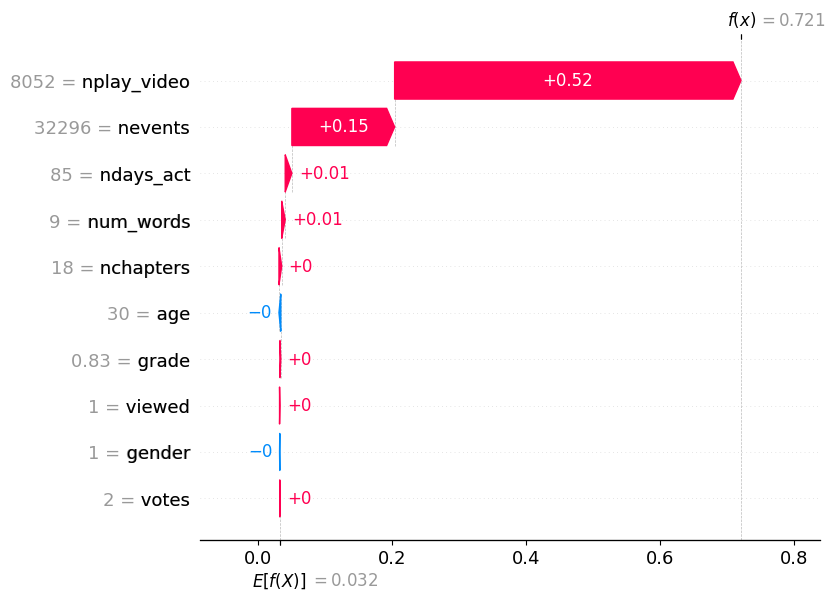 f(x) = 0.721
8052 = nplay_video +0.52
32296 = nevents +0.15
85 = ndays_act +0.01
9 = num_words +0.01
18 = nchapters +0
30 = age −0
0.83 = grade +0
1 = viewed +0
1 = gender −0
2 = votes +0
0.0 0.2 0.4 0.6 0.8
E[f(X)] = 0.032